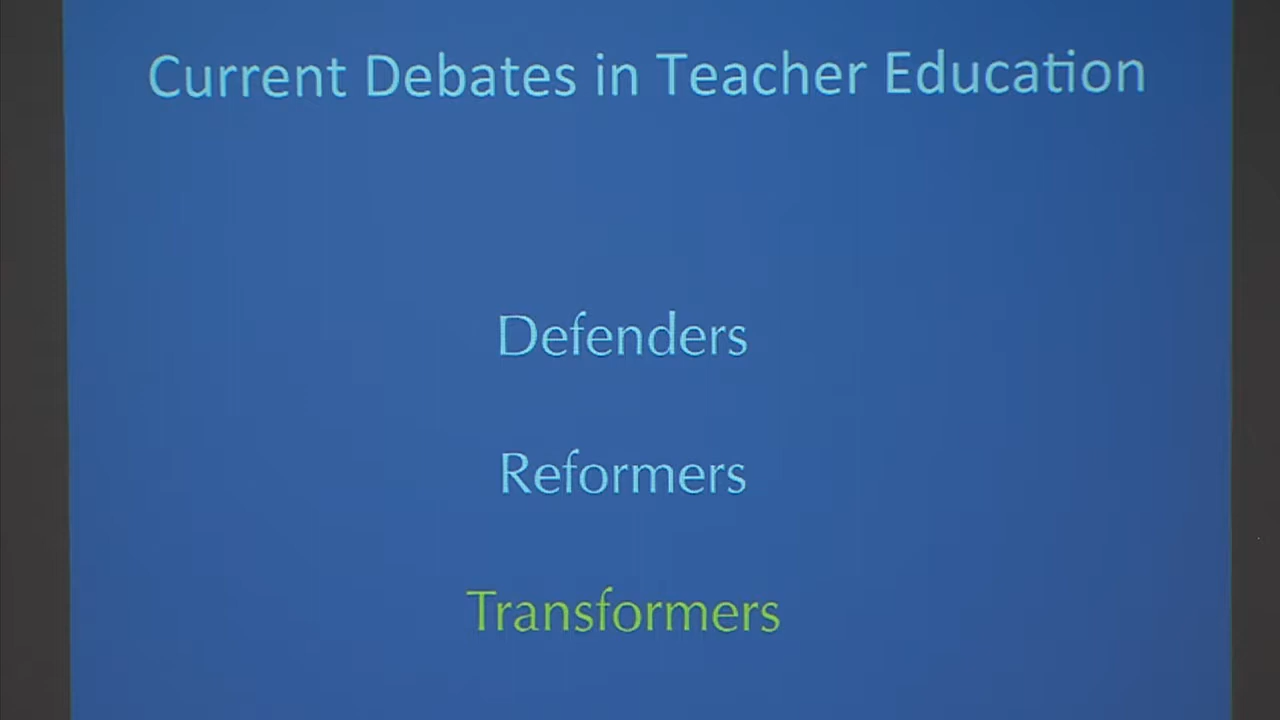 Current Debates in Teacher Education
Defenders
Reformers
Transformers